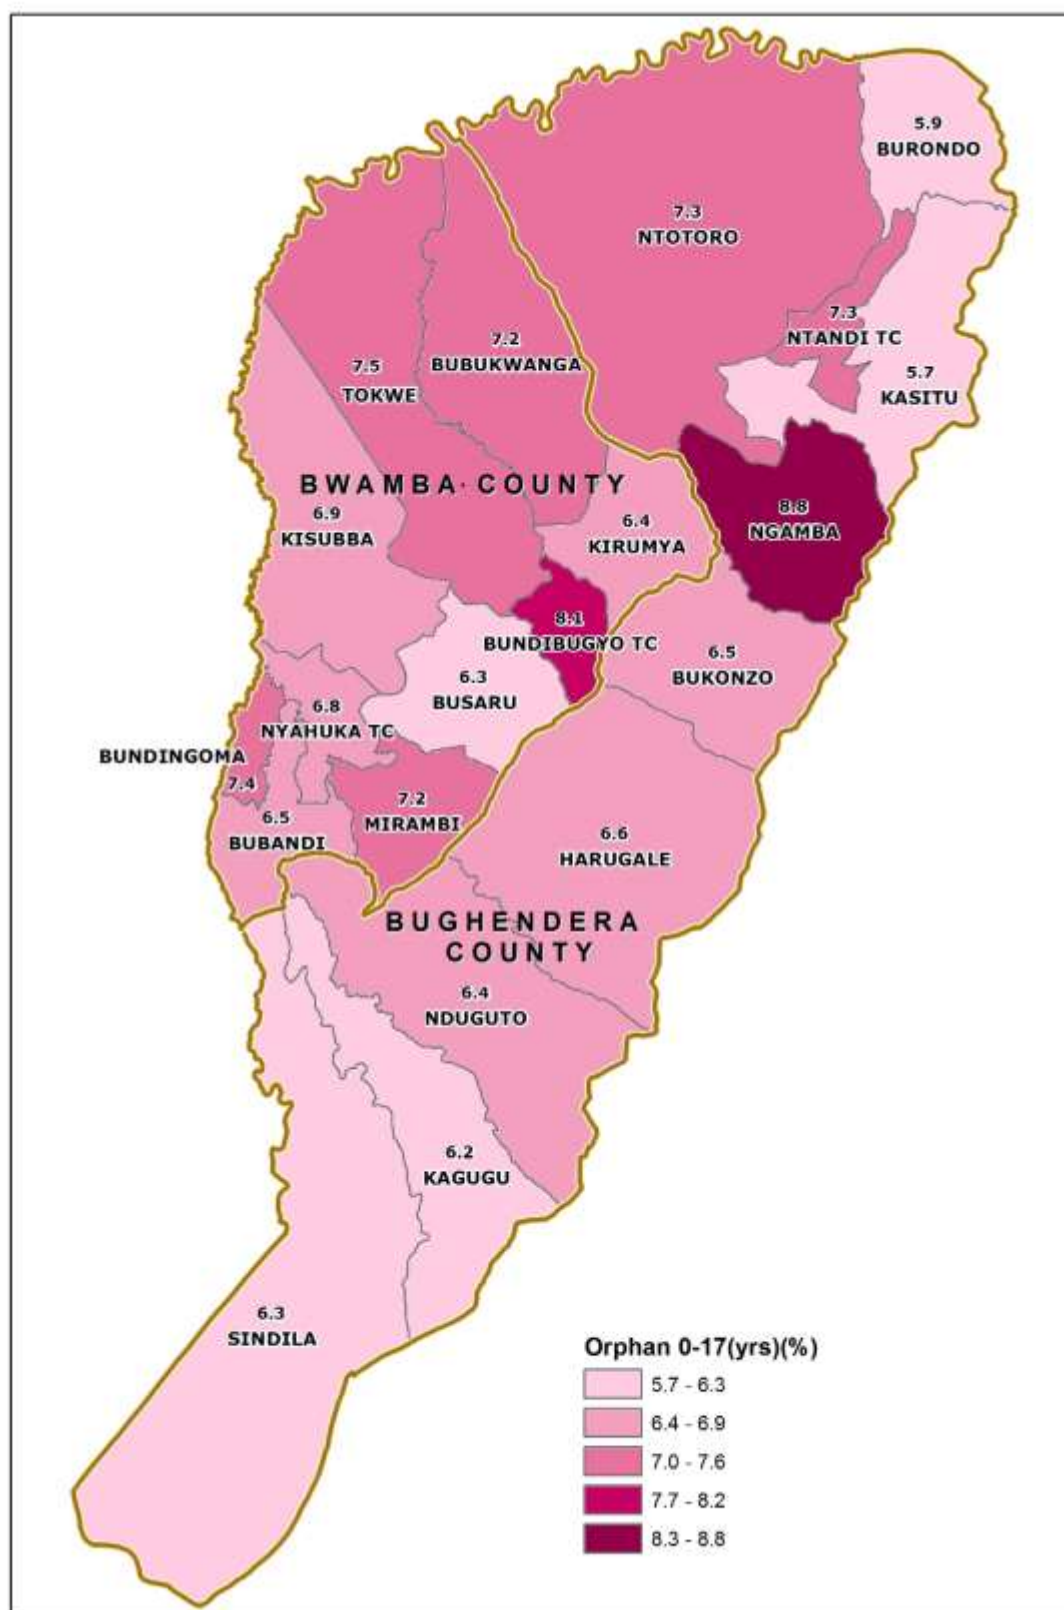 5.9
BURONDO
7.3
NTOTORO
7.3
NTANDI TC
7.2
BUBUKWANGA
7.5
TOKWE
5.7
KASITU
BWAMBA COUNTY
6.9
KISUBBA
6.4
KIRUMYA
8.8
NGAMBA
8.1
BUNDIBUGYO TC
6.5
BUKONZO
6.3
BUSARU
6.8
NYAHUKA TC
BUNDINGOMA
7.4
7.2
MIRAMBI
6.5
BUBANDI
6.6
HARUGALE
BUGHENDERA
COUNTY
6.4
NDUGUTO
6.2
KAGUGU
6.3
SINDILA
Orphan 0-17(yrs)(%)
5.7 - 6.3
6.4 - 6.9
7.0 - 7.6
7.7 - 8.2
8.3 - 8.8